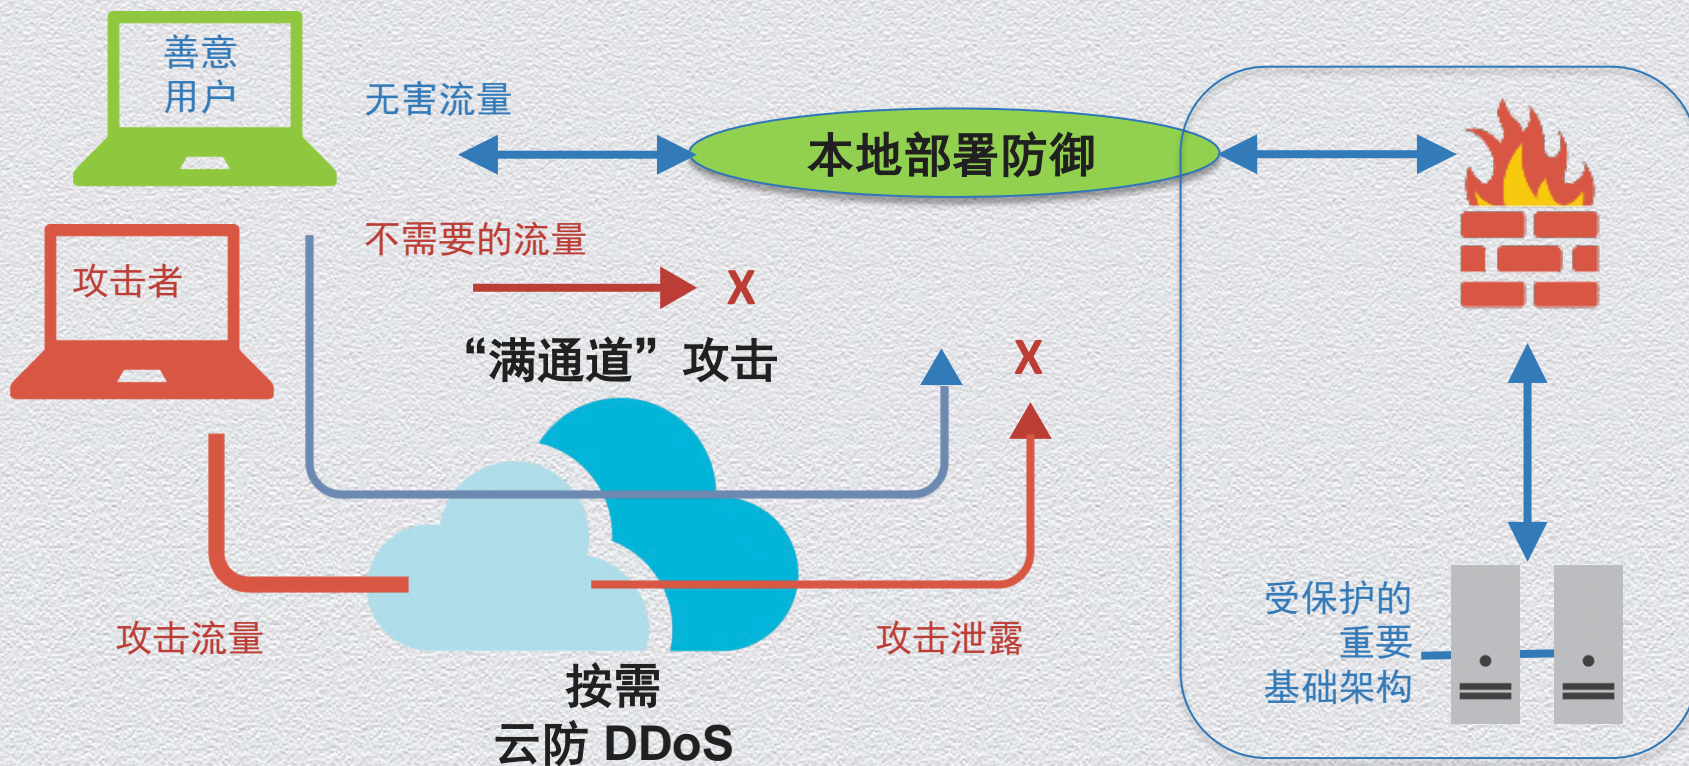 善意
用户
无害流量
本地部署防御
不需要的流量
攻击者
X
“满通道”攻击
X
攻击流量
攻击泄露
按需
云防 DDoS
受保护的
重要
基础架构